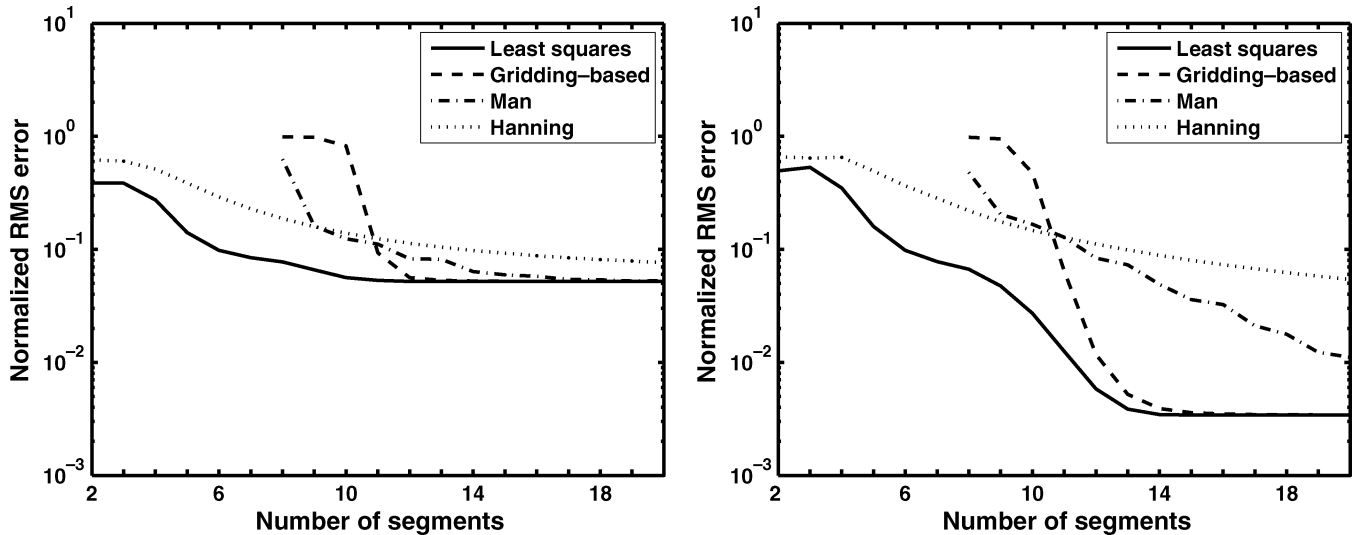 10^1
10^0
10^−1
10^−2
10^−3
Normalized RMS error
2 6 10 14 18
Number of segments
Least squares
Gridding−based
Man
Hanning
10^1
10^0
10^−1
10^−2
10^−3
Normalized RMS error
2 6 10 14 18
Number of segments
Least squares
Gridding−based
Man
Hanning